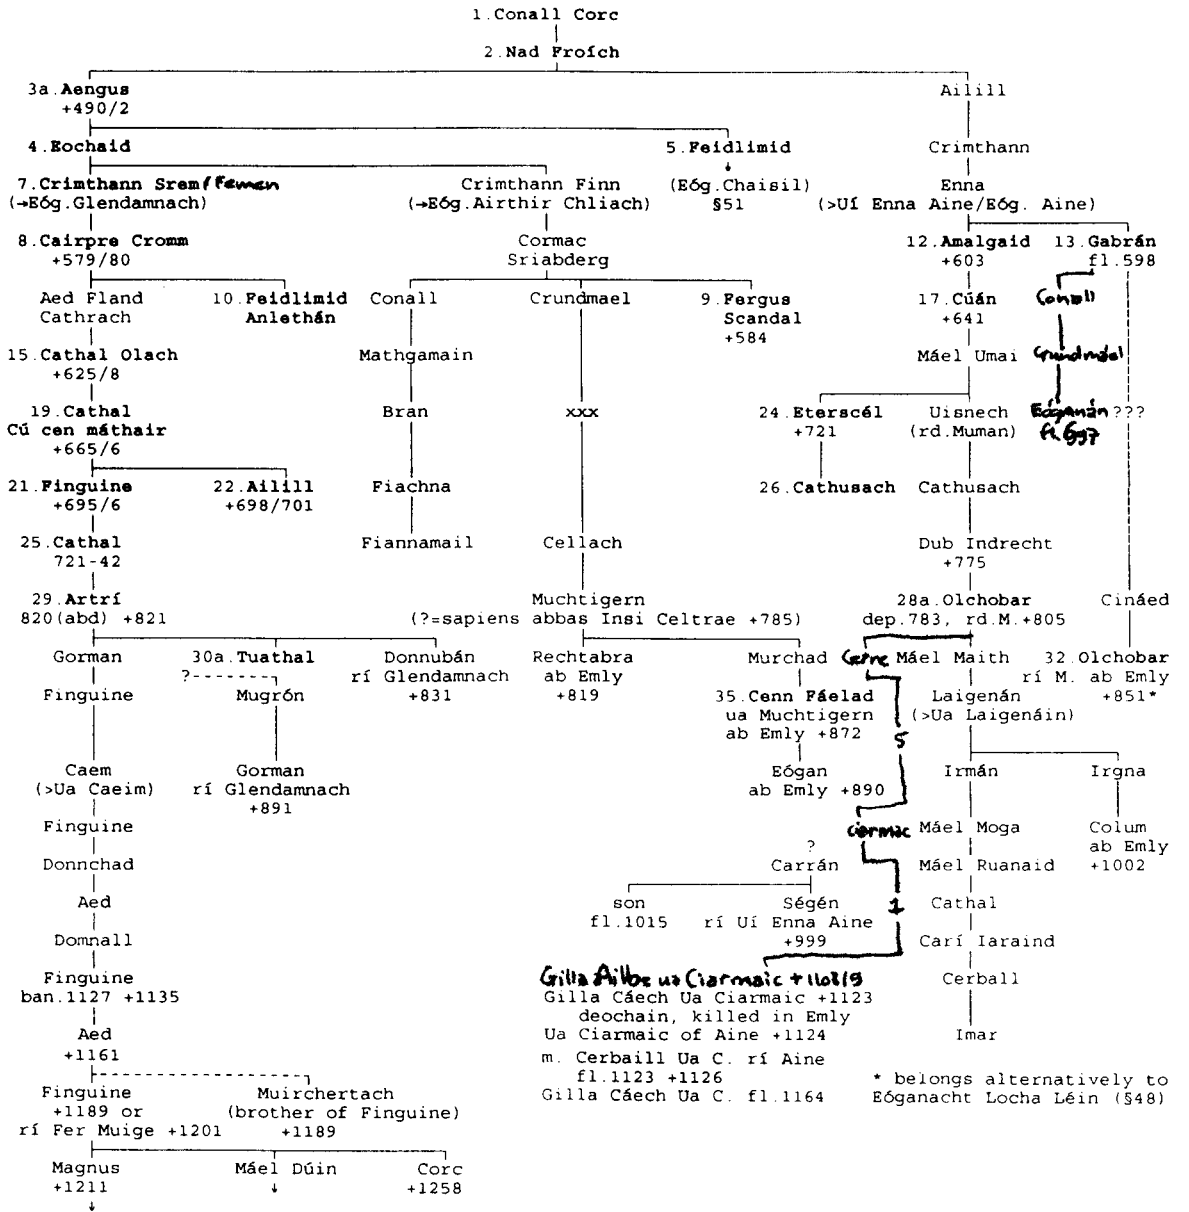 1.Conall Corc
2.Nad Froích
3a.Aengus Ailill
+490/2
4.Eochaid 5.Feidlimid Crimthann
7.Crimthann Srem/Femen Crimthann Finn (Eóg.Chaisil) Enna
(→Eóg.Glendamnach) (→Eóg.Airthir Chliach) §51 (>Uí Enna Aine/Eóg. Aine)
8.Cairpre Cromm Cormac 12.Amalgaid 13.Gabrán
+579/80 Sriabderg +603 fl.598
Aed Fland 10.Feidlimid Conall Crundmael 9.Fergus 17.Cúán Conall
Cathrach Anlethán Scandal +641
+584
15.Cathal Olach Mathgamain Máel Umai Crundmáel
+625/8
19.Cathal Bran xxx 24.Eterscél Uisnech Eóganán ???
Cú cen máthair +721 (rd.Muman) fl.697
+665/6
21.Finguine 22.Ailill Fiachna 26.Cathusach Cathusach
+695/6 +698/701
25.Cathal Fiannamail Cellach Dub Indrecht
721-42 +775
29.Artrí Muchtigern 28a.Olchobar Cináed
820(abd) +821 (?=sapiens abbas Insi Celtrae +785) dep.783, rd.M.+805
Gorman 30a.Tuathal Donnubán Rechtabra Murchad Cerne Máel Maith 32.Olchobar
?-------- rí Glendamnach ab Emly rí M. ab Emly
Finguine Mugrón +831 +819 35.Cenn Fáelad Laigenán +851*
ua Muchtigern (>Ua Laigenáin)
ab Emly +872 5
Caem Gorman Eógan Irmán Irgna
(>Ua Caeim) rí Glendamnach ab Emly +890
+891
Finguine ciarmac Máel Moga Colum
? ab Emly
Donnchad Carrán Máel Ruanaid +1002
Aed son Ségén 1 Cathal
fl.1015 rí Uí Enna Aine
Domnall +999 Carí Iaraind
Finguine Gilla Ailbe ua Ciarmaic +1108/9 Cerball
ban.1127 +1135 Gilla Cáech Ua Ciarmaic +1123
deochain, killed in Emly
Aed Ua Ciarmaic of Aine +1124 Imar
+1161 m. Cerbaill Ua C. rí Aine
fl.1123 +1126 * belongs alternatively to
Finguine Muirchertach Gilla Cáech Ua C. fl.1164 Eóganacht Locha Léin (§48)
+1189 or (brother of Finguine)
rí Fer Muige +1201 +1189
Magnus Máel Dúin Corc
+1211 ↓ +1258
↓